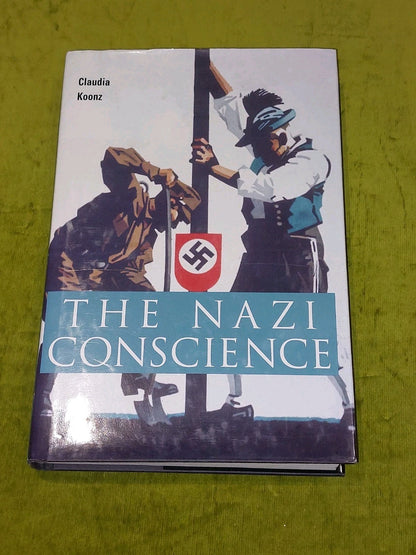 Claudia
Koonz
THE NAZI
CONSCIENCE